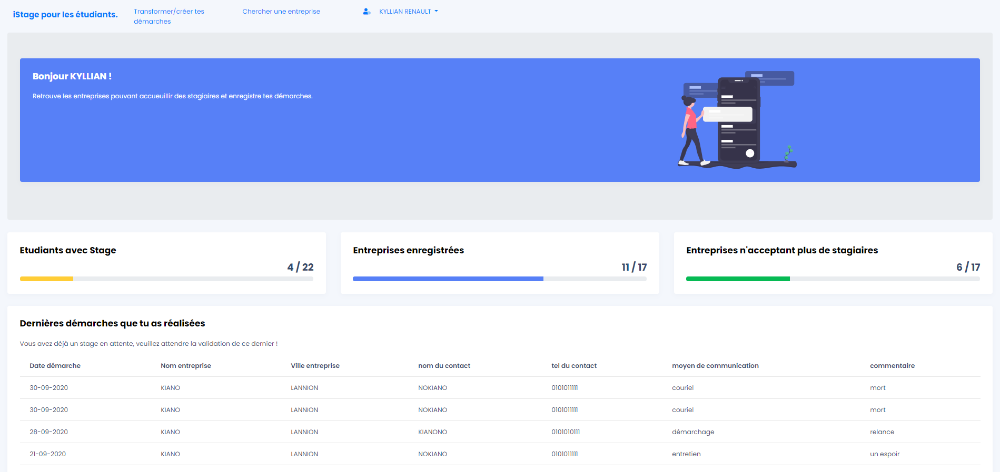 iStage pour les étudiants.
Transformer/créer tes
démarches
Chercher une entreprise
KYLLIAN RENAULT
Bonjour KYLLIAN !
Retrouve les entreprises pouvant accueuillir des stagiaires et enregistre tes démarches.
Etudiants avec Stage
4 / 22
Entreprises enregistrées
11 / 17
Entreprises n'acceptant plus de stagiaires
6 / 17
Dernières démarches que tu as réalisées
Vous avez déjà un stage en attente, veuillez attendre la validation de ce dernier !
Date démarche Nom entreprise Ville entreprise nom du contact tel du contact moyen de communication commentaire
30-09-2020 KIANO LANNION NOKIANO 0101011111 couriel mort
30-09-2020 KIANO LANNION NOKIANO 0101011111 couriel mort
28-09-2020 KIANO LANNION KIANONO 0101010111 démarchage relance
21-09-2020 KIANO LANNION NOKIANO 0101011111 entretien un espoir